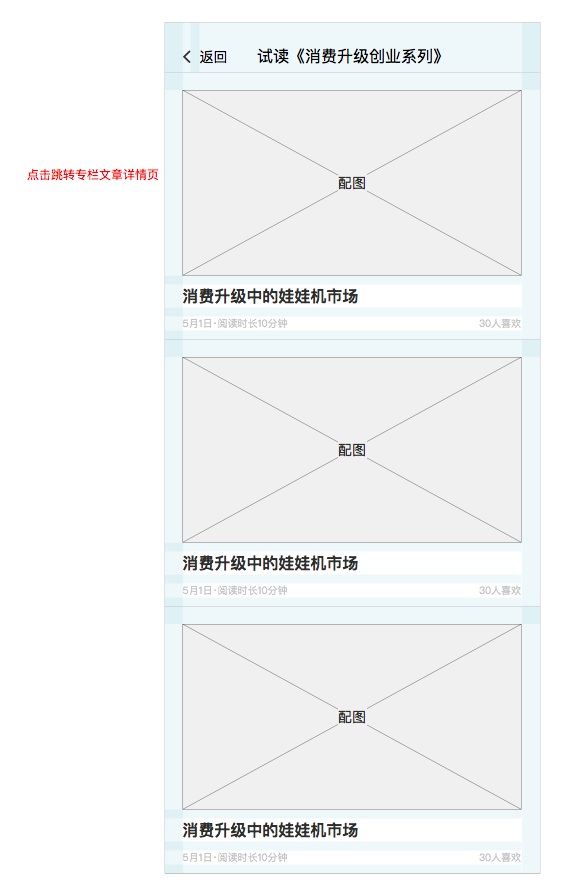 返回 试读《消费升级创业系列》
点击跳转专栏文章详情页
配图
消费升级中的娃娃机市场
5月1日·阅读时长10分钟 30人喜欢
配图
消费升级中的娃娃机市场
5月1日·阅读时长10分钟 30人喜欢
配图
消费升级中的娃娃机市场
5月1日·阅读时长10分钟 30人喜欢